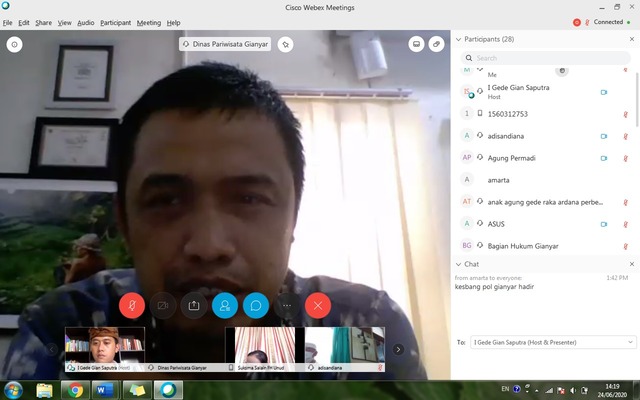 Cisco Webex Meetings
File Edit Share View Audio Participant Meeting Help
Connected
Dinas Pariwisata Gianyar
Participants (28)
Search
M
Me
IS I Gede Gian Saputra
Host
1 1560312753
A adisandiana
AP Agung Permadi
A amarta
AT anak agung gede raka ardana perbe...
A ASUS
BG Bagian Hukum Gianyar
Chat
from amarta to everyone: 1:42 PM
kesbang pol gianyar hadir
To: I Gede Gian Saputra (Host & Presenter)
I Gede Gian Saputra (Host) Dinas Pariwisata Gianyar Suksma Salain FH Unud adisandiana
EN 14:19
24/06/2020